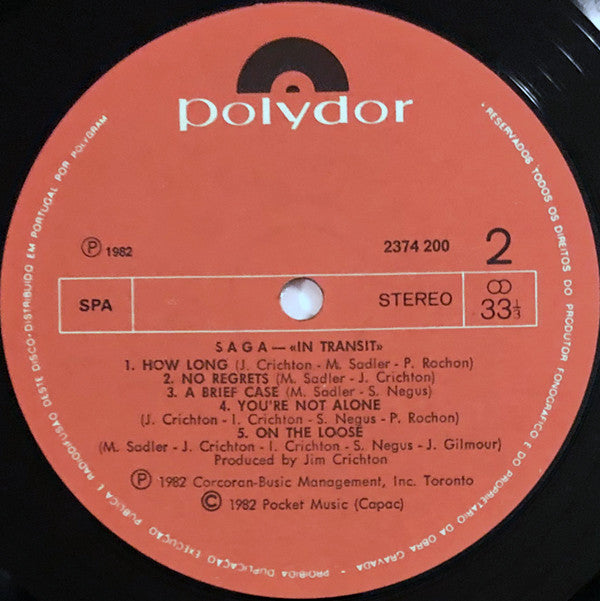 polydor
℗ 1982
2374 200
2
SPA
STEREO
33⅓
SAGA — «IN TRANSIT»
1. HOW LONG (J. Crichton - M. Sadler - P. Rochon)
2. NO REGRETS (M. Sadler - J. Crichton)
3. A BRIEF CASE (M. Sadler - S. Negus)
4. YOU'RE NOT ALONE
(J. Crichton - I. Crichton - S. Negus - P. Rochon)
5. ON THE LOOSE
(M. Sadler - J. Crichton - I. Crichton - S. Negus - J. Gilmour)
Produced by Jim Crichton
℗ 1982 Corcoran-Busic Management, Inc. Toronto
© 1982 Pocket Music (Capac)
· RESERVADOS TODOS OS DIREITOS DO PRODUTOR FONOGRÁFICO E DO PROPRIETÁRIO DA OBRA GRAVADA · PROIBIDA DUPLICAÇÃO EXECUÇÃO PÚBLICA E RADIODIFUSÃO DESTE DISCO · DISTRIBUIDO EM PORTUGAL POR POLYGRAM